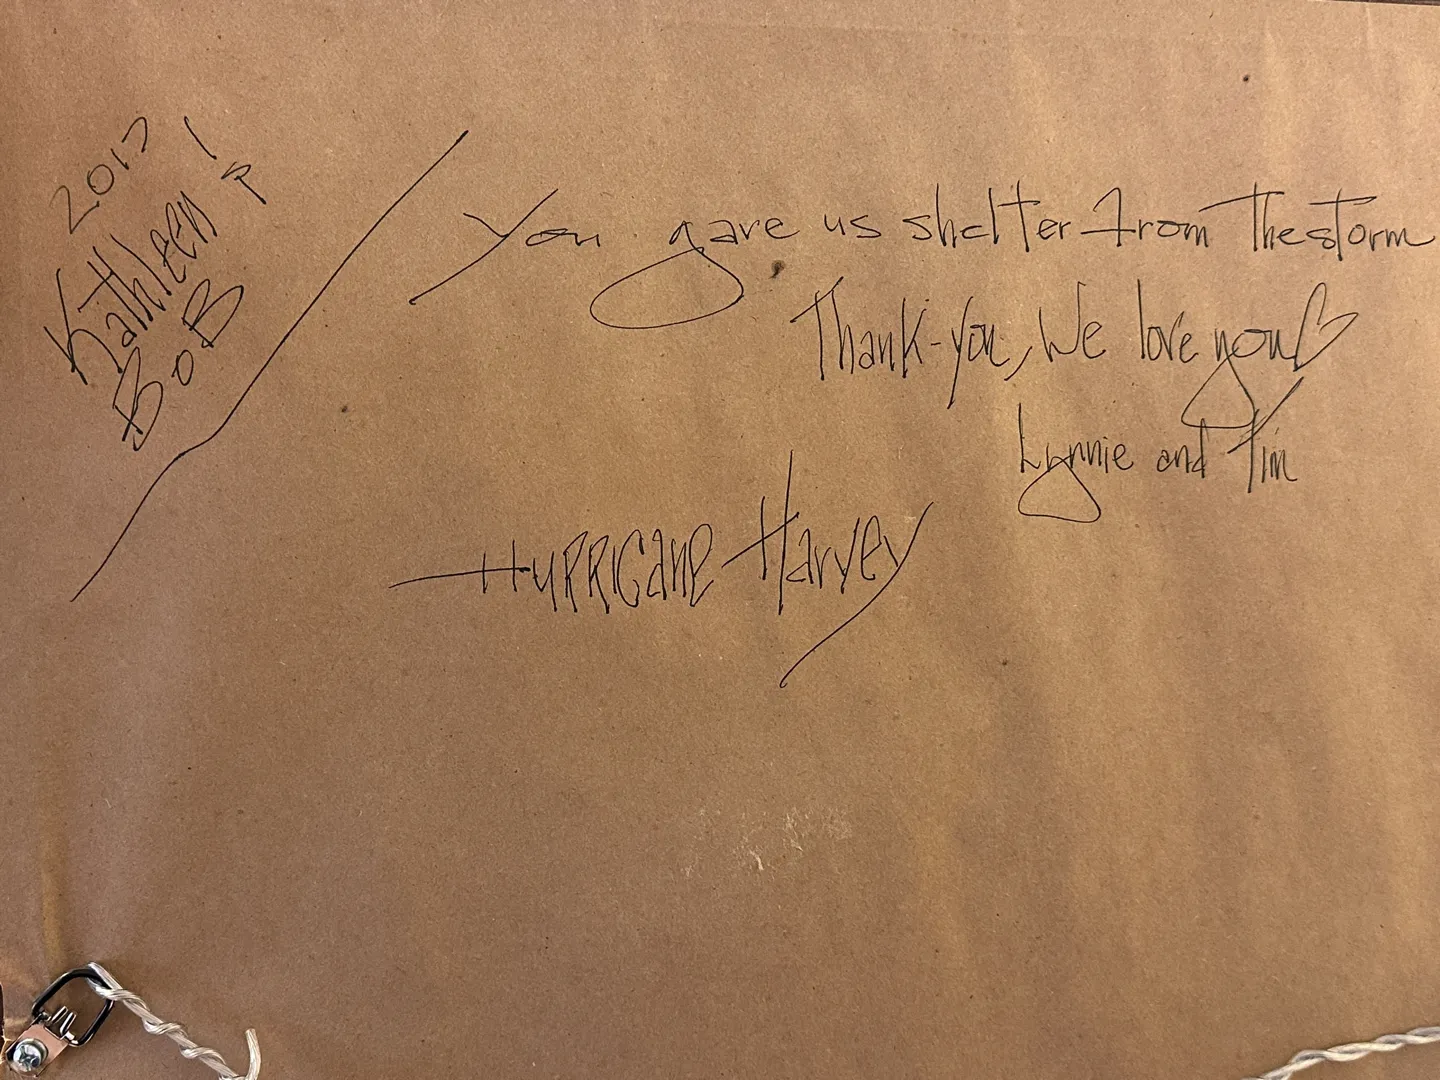 2017
Kathleen &
BoB
You gave us shelter from The storm
Thank-you, We love you♡
Lynnie and Tim
Hurricane Harvey